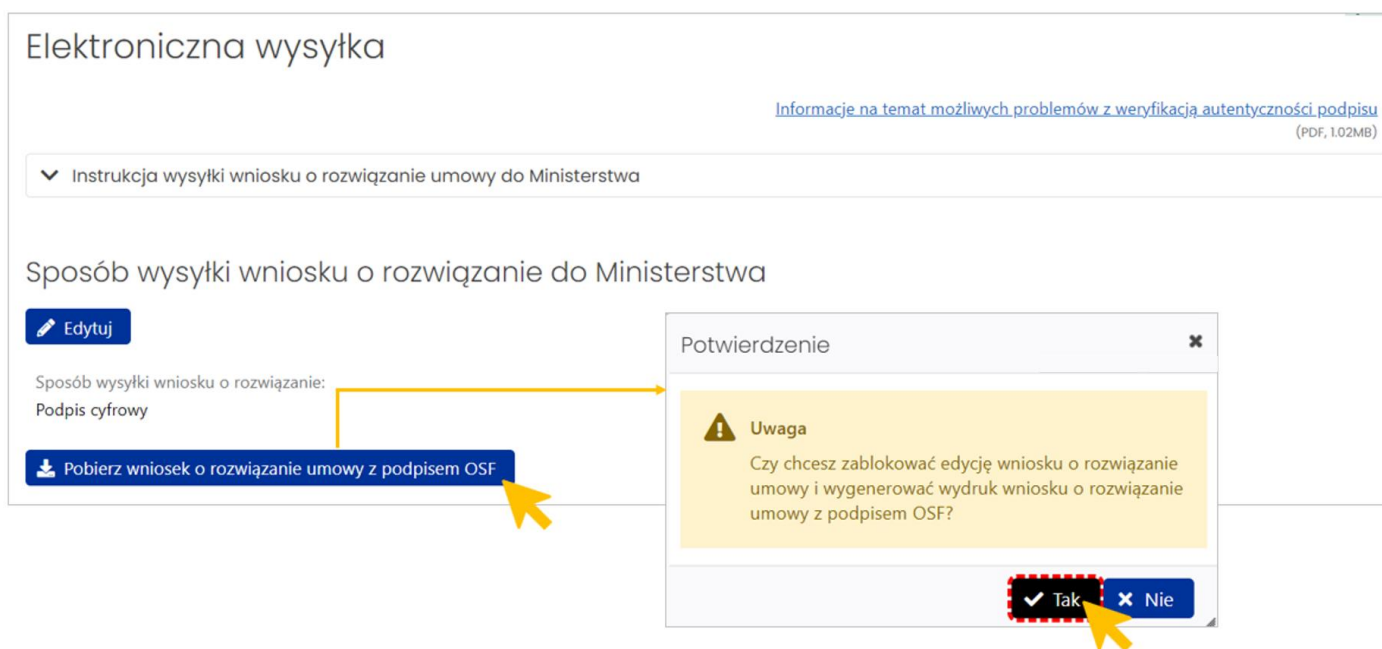 Elektroniczna wysyłka
Informacje na temat możliwych problemów z weryfikacją autentyczności podpisu
(PDF, 1.02MB)
Instrukcja wysyłki wniosku o rozwiązanie umowy do Ministerstwa
Sposób wysyłki wniosku o rozwiązanie do Ministerstwa
Edytuj
Sposób wysyłki wniosku o rozwiązanie:
Podpis cyfrowy
Pobierz wniosek o rozwiązanie umowy z podpisem OSF
Potwierdzenie
Uwaga
Czy chcesz zablokować edycję wniosku o rozwiązanie
umowy i wygenerować wydruk wniosku o rozwiązanie
umowy z podpisem OSF?
Tak
Nie